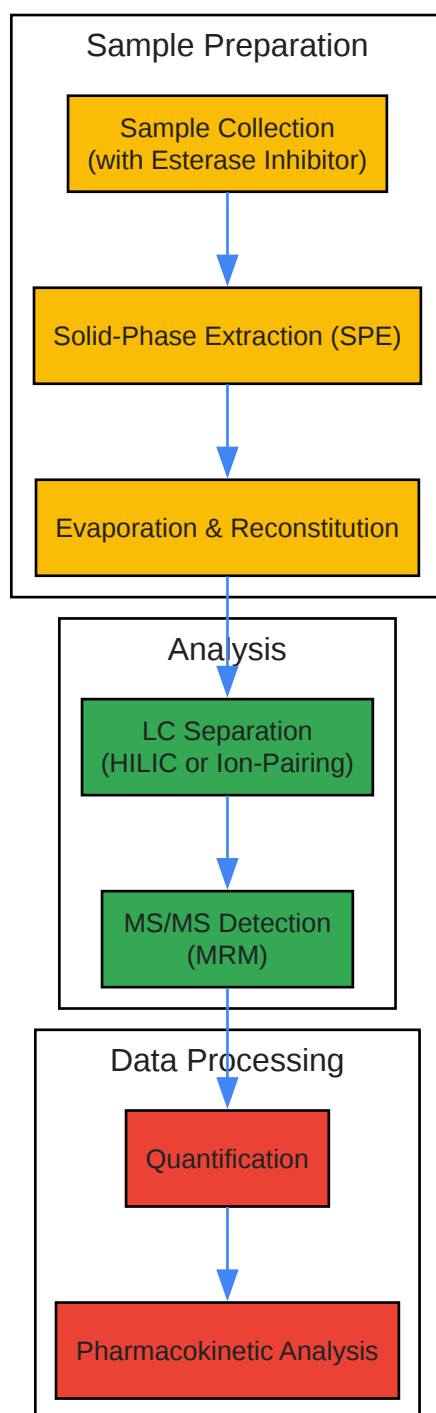 Sample Preparation
Sample Collection
(with Esterase Inhibitor)
Solid-Phase Extraction (SPE)
Evaporation & Reconstitution
Analysis
LC Separation
(HILIC or Ion-Pairing)
MS/MS Detection
(MRM)
Data Processing
Quantification
Pharmacokinetic Analysis